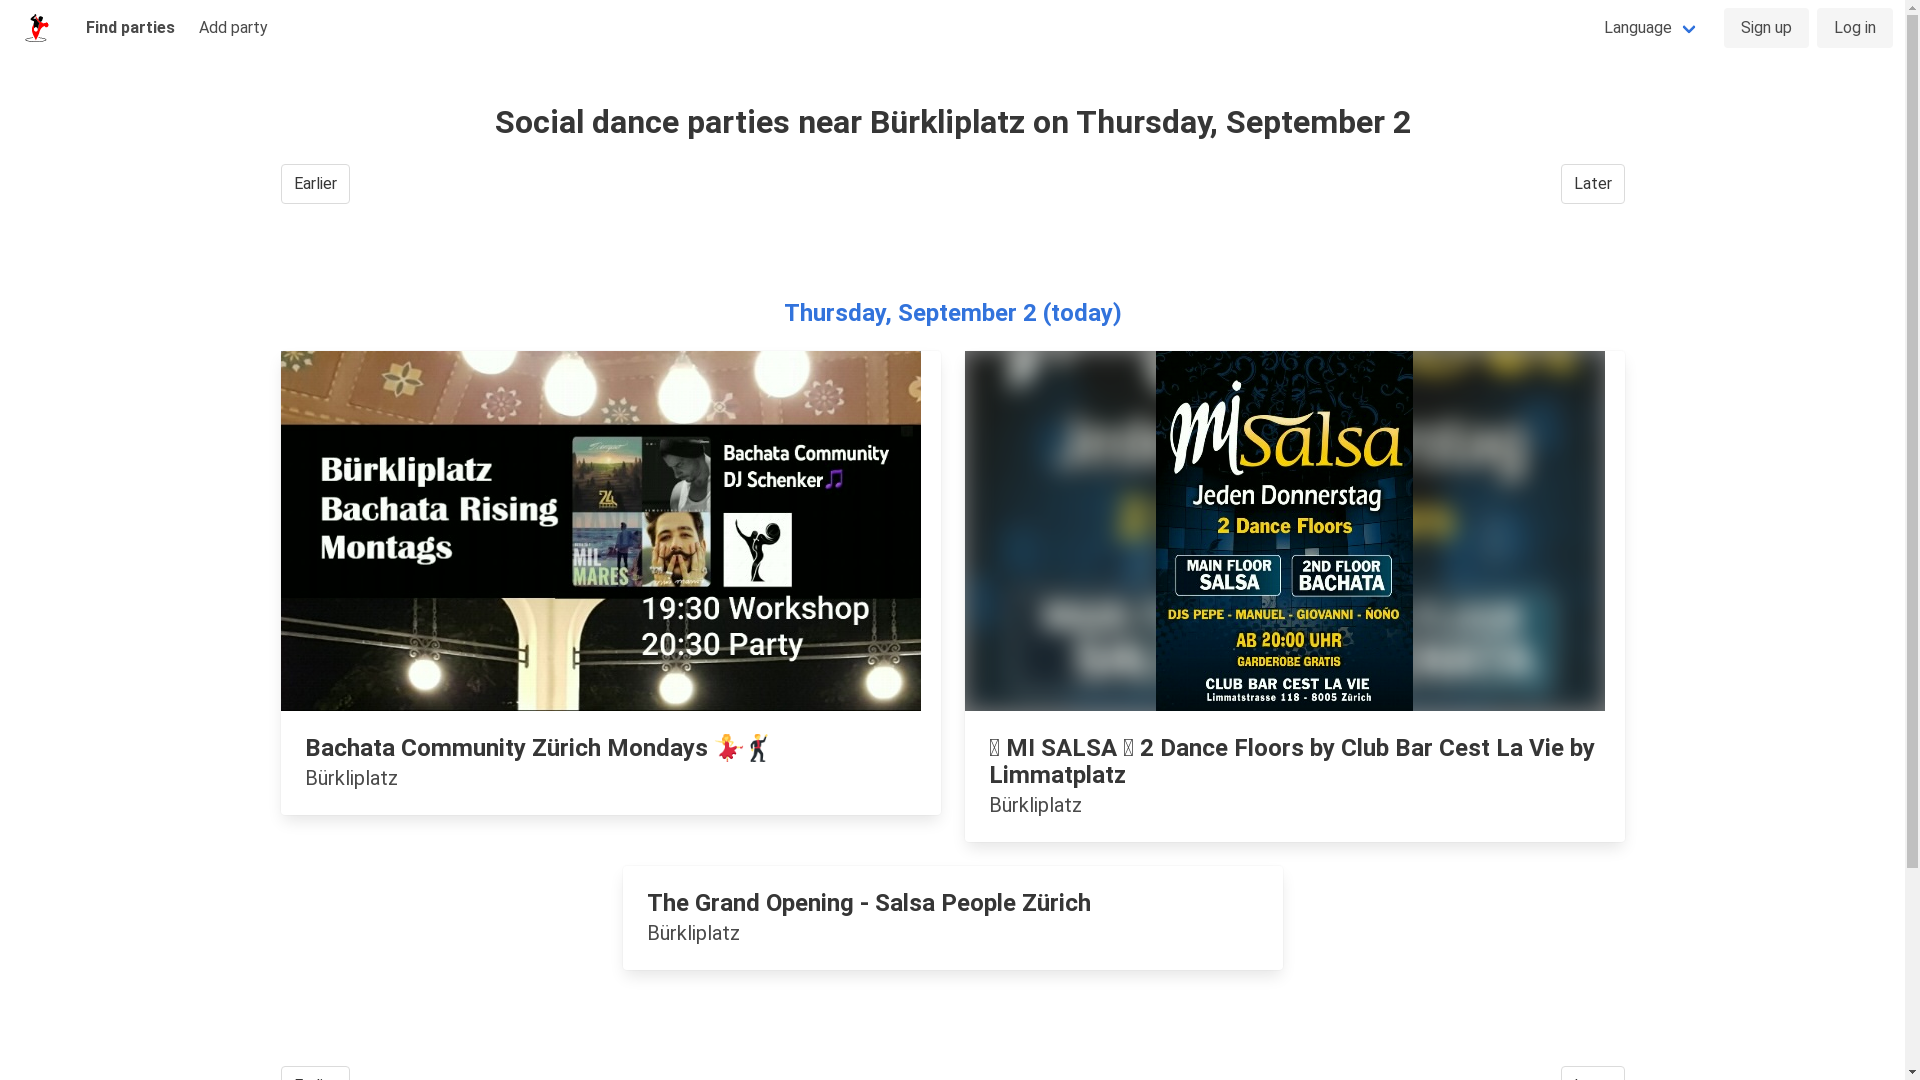 Find parties
Add party
Language
Sign up
Log in
Social dance parties near Bürkliplatz on Thursday, September 2
Earlier
Later
Thursday, September 2 (today)
Bürkliplatz
Bachata Rising
Montags
24
MIL
MARES
Bachata Community
DJ Schenker🎵
19:30 Workshop
20:30 Party
Bachata Community Zürich Mondays 💃🕺
Bürkliplatz
mi Salsa
Jeden Donnerstag
2 Dance Floors
MAIN FLOOR
SALSA
2ND FLOOR
BACHATA
DJS PEPE - MANUEL - GIOVANNI - ÑOÑO
AB 20:00 UHR
GARDEROBE GRATIS
CLUB BAR CEST LA VIE
Limmatstrasse 118 - 8005 Zürich
MI SALSA 2 Dance Floors by Club Bar Cest La Vie by
Limmatplatz
Bürkliplatz
The Grand Opening - Salsa People Zürich
Bürkliplatz